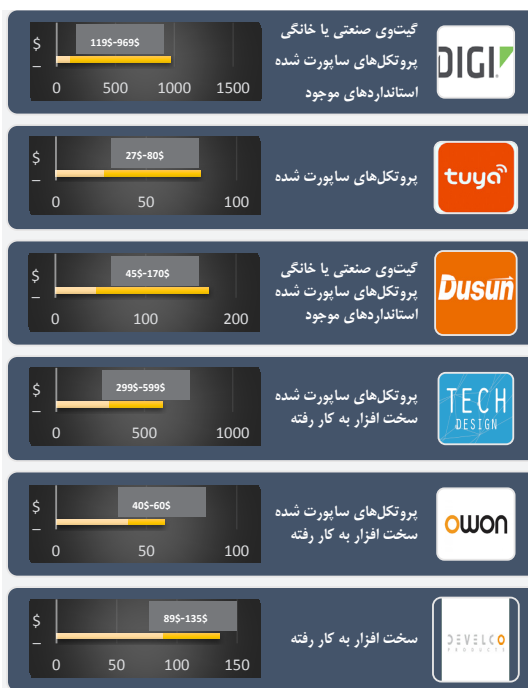 گیت‌وی صنعتی یا خانگی
پروتکل‌های ساپورت شده
استانداردهای موجود
DIGI
119$-969$
$
0 500 1000 1500
پروتکل‌های ساپورت شده
tuya
27$-80$
$
0 50 100
گیت‌وی صنعتی یا خانگی
پروتکل‌های ساپورت شده
استانداردهای موجود
Dusun
45$-170$
$
0 100 200
پروتکل‌های ساپورت شده
سخت افزار به کار رفته
TECH
DESIGN
299$-599$
$
0 500 1000
پروتکل‌های ساپورت شده
سخت افزار به کار رفته
owon
40$-60$
$
0 50 100
سخت افزار به کار رفته
DEVELCO
PRODUCTS
89$-135$
$
0 50 100 150